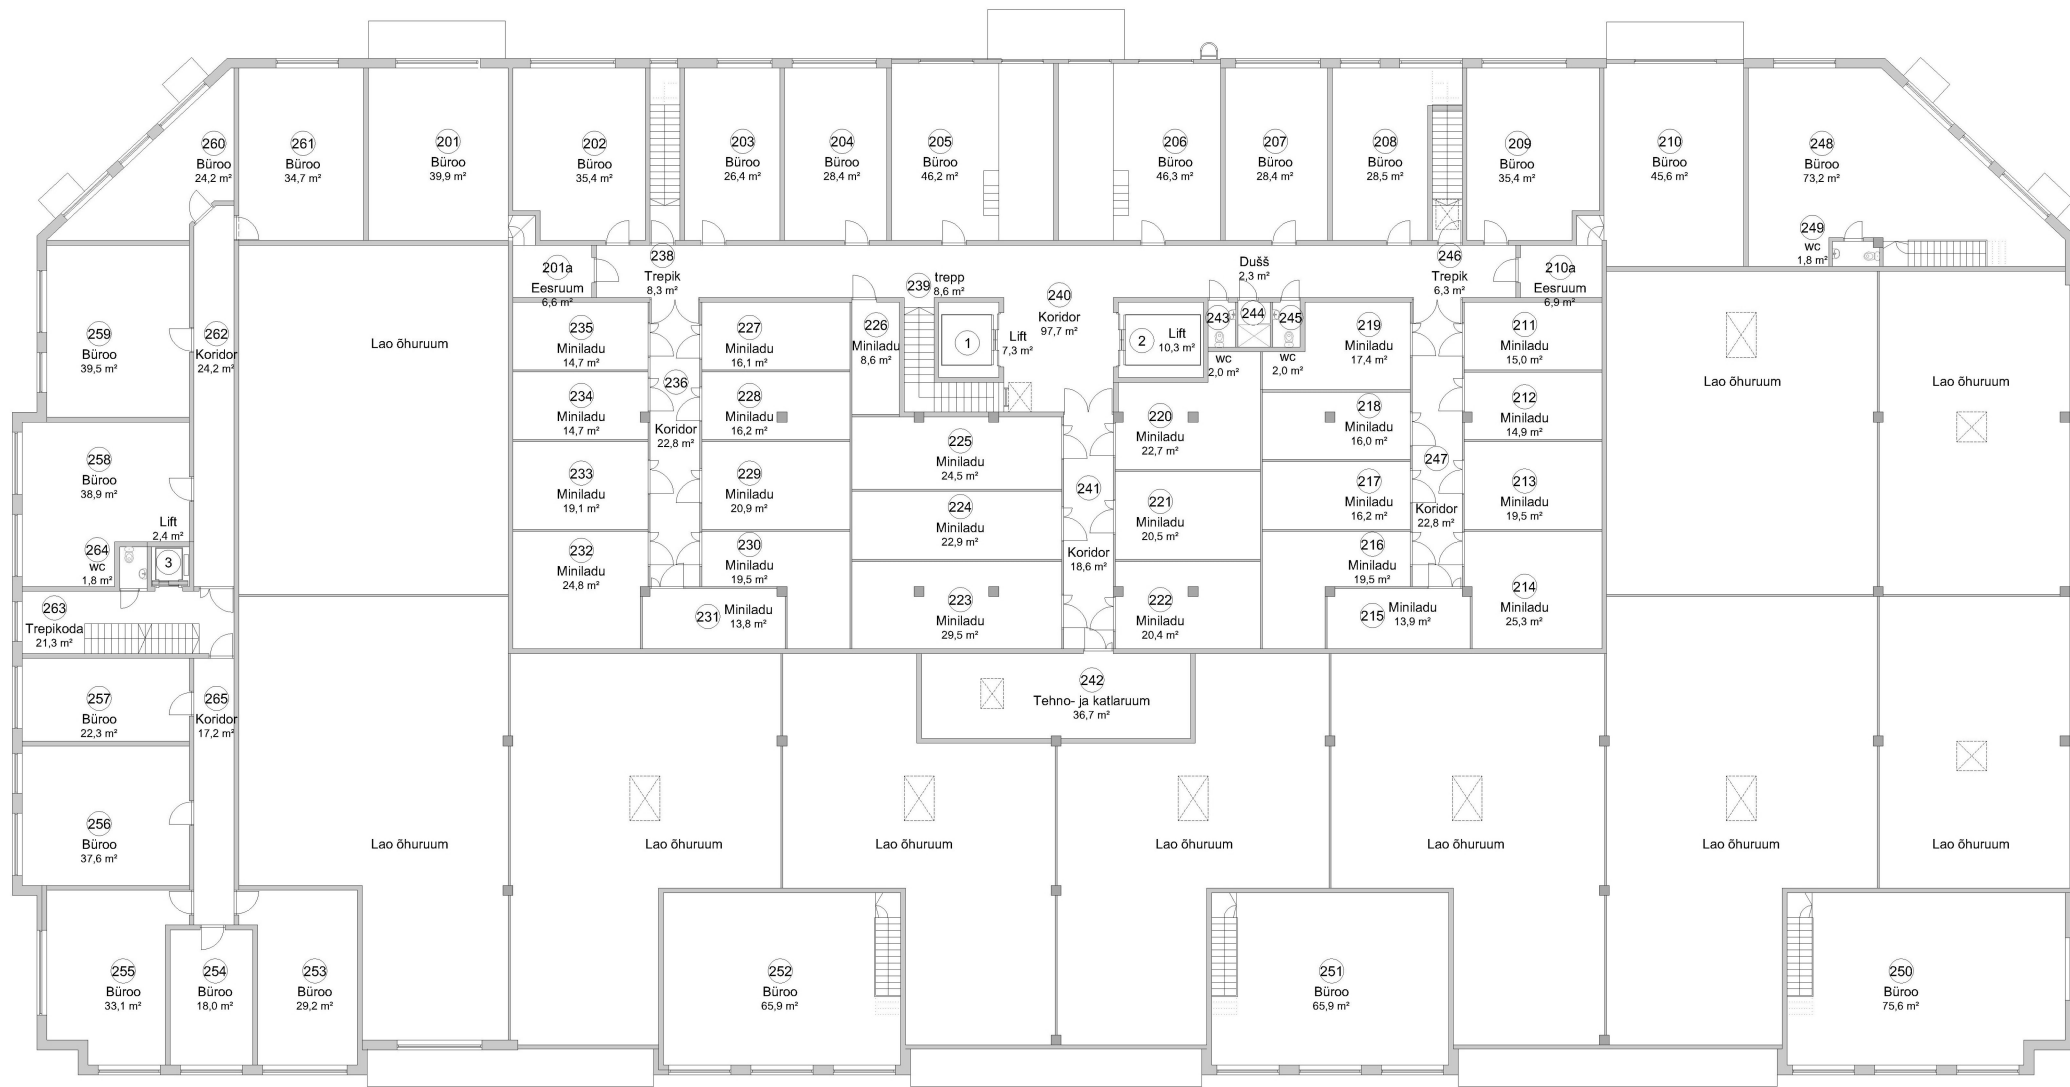 260
Büroo
24,2 m²
261
Büroo
34,7 m²
201
Büroo
39,9 m²
202
Büroo
35,4 m²
203
Büroo
26,4 m²
204
Büroo
28,4 m²
205
Büroo
46,2 m²
206
Büroo
46,3 m²
207
Büroo
28,4 m²
208
Büroo
28,5 m²
209
Büroo
35,4 m²
210
Büroo
45,6 m²
248
Büroo
73,2 m²
249
wc
1,8 m²
201a
Eesruum
6,6 m²
238
Trepik
8,3 m²
239
trepp
8,6 m²
240
Koridor
97,7 m²
Dušš
2,3 m²
246
Trepik
6,3 m²
210a
Eesruum
6,9 m²
259
Büroo
39,5 m²
262
Koridor
24,2 m²
Lao õhuruum
235
Miniladu
14,7 m²
227
Miniladu
16,1 m²
226
Miniladu
8,6 m²
1
Lift
7,3 m²
2
Lift
10,3 m²
243
244
245
wc
2,0 m²
wc
2,0 m²
219
Miniladu
17,4 m²
211
Miniladu
15,0 m²
Lao õhuruum
Lao õhuruum
234
Miniladu
14,7 m²
236
Koridor
22,8 m²
228
Miniladu
16,2 m²
225
Miniladu
24,5 m²
220
Miniladu
22,7 m²
218
Miniladu
16,0 m²
212
Miniladu
14,9 m²
258
Büroo
38,9 m²
233
Miniladu
19,1 m²
229
Miniladu
20,9 m²
224
Miniladu
22,9 m²
241
Koridor
18,6 m²
221
Miniladu
20,5 m²
217
Miniladu
16,2 m²
247
Koridor
22,8 m²
213
Miniladu
19,5 m²
Lift
2,4 m²
3
264
wc
1,8 m²
232
Miniladu
24,8 m²
230
Miniladu
19,5 m²
216
Miniladu
19,5 m²
214
Miniladu
25,3 m²
263
Trepikoda
21,3 m²
231
Miniladu
13,8 m²
223
Miniladu
29,5 m²
222
Miniladu
20,4 m²
215
Miniladu
13,9 m²
257
Büroo
22,3 m²
265
Koridor
17,2 m²
242
Tehno- ja katlaruum
36,7 m²
256
Büroo
37,6 m²
Lao õhuruum
Lao õhuruum
Lao õhuruum
Lao õhuruum
Lao õhuruum
Lao õhuruum
Lao õhuruum
255
Büroo
33,1 m²
254
Büroo
18,0 m²
253
Büroo
29,2 m²
252
Büroo
65,9 m²
251
Büroo
65,9 m²
250
Büroo
75,6 m²